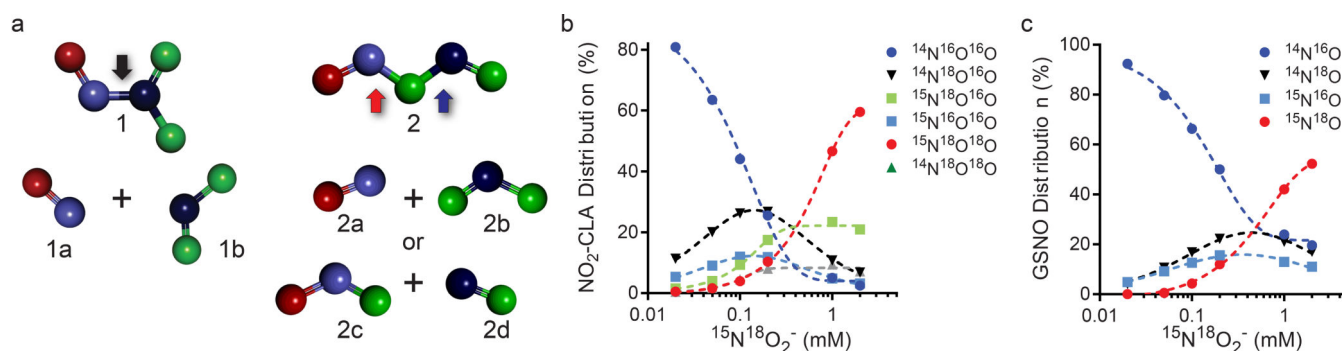 a
1
2
1a
+
1b
2a
+
2b
or
2c
+
2d
b
NO₂-CLA Distribution (%)
80
60
40
20
0
0.01
0.1
1
¹⁵N¹⁸O₂⁻ (mM)
¹⁴N¹⁶O¹⁶O
¹⁴N¹⁸O¹⁶O
¹⁵N¹⁸O¹⁶O
¹⁵N¹⁶O¹⁶O
¹⁵N¹⁸O¹⁸O
¹⁴N¹⁸O¹⁸O
c
GSNO Distributio n (%)
100
80
60
40
20
0
0.01
0.1
1
¹⁵N¹⁸O₂⁻ (mM)
¹⁴N¹⁶O
¹⁴N¹⁸O
¹⁵N¹⁶O
¹⁵N¹⁸O